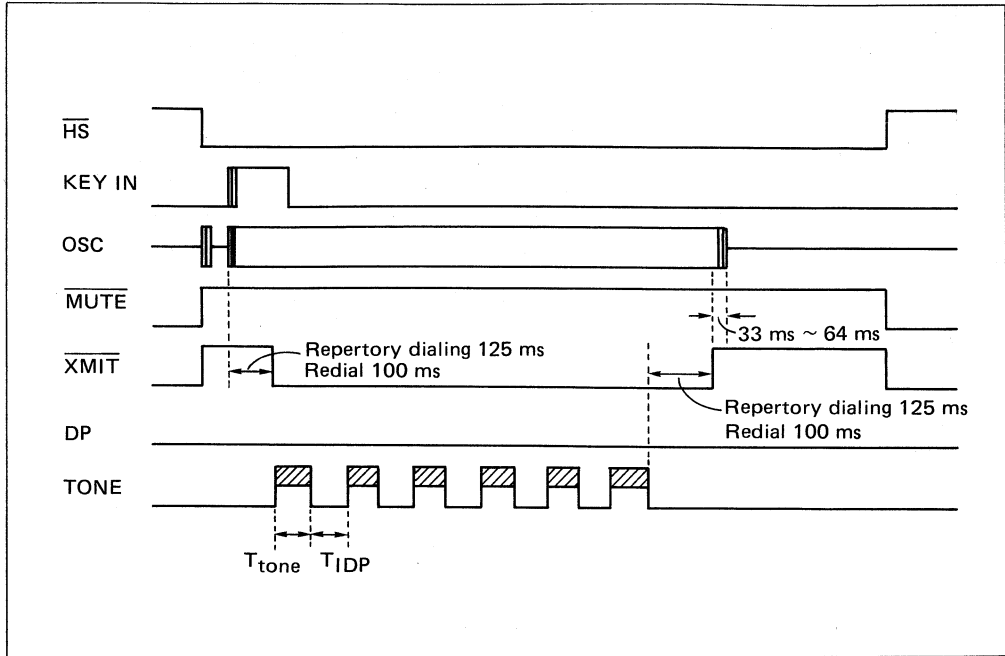 HS
KEY IN
OSC
MUTE
33 ms ~ 64 ms
XMIT
Repertory dialing 125 ms
Redial 100 ms
Repertory dialing 125 ms
Redial 100 ms
DP
TONE
Ttone
TIDP